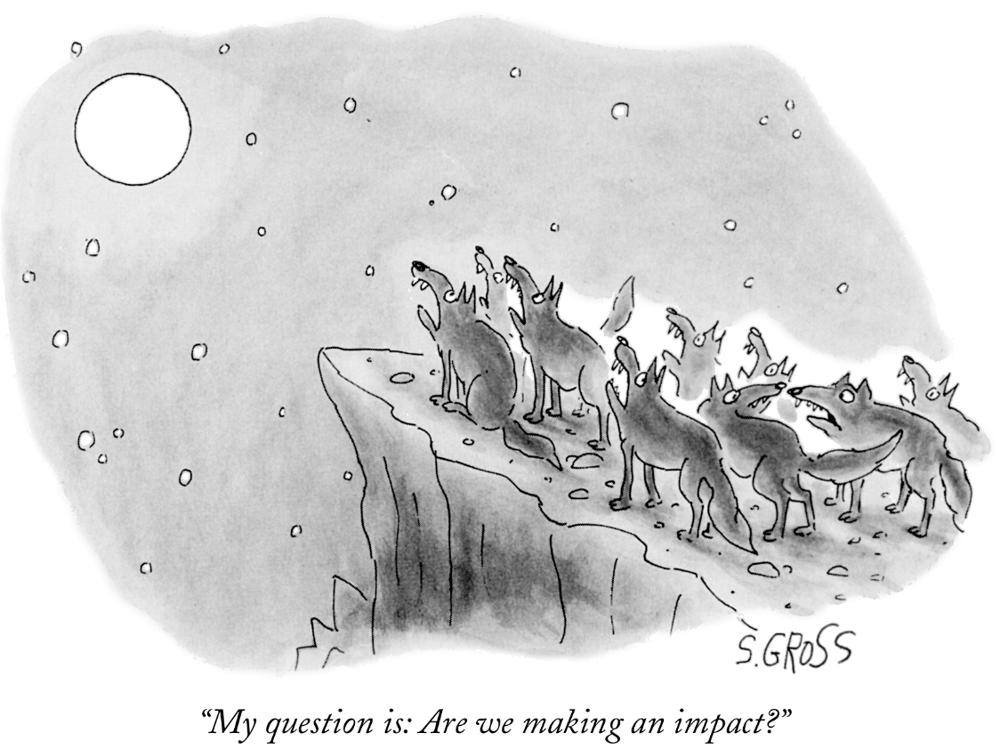 S.GROSS
“My question is: Are we making an impact?”